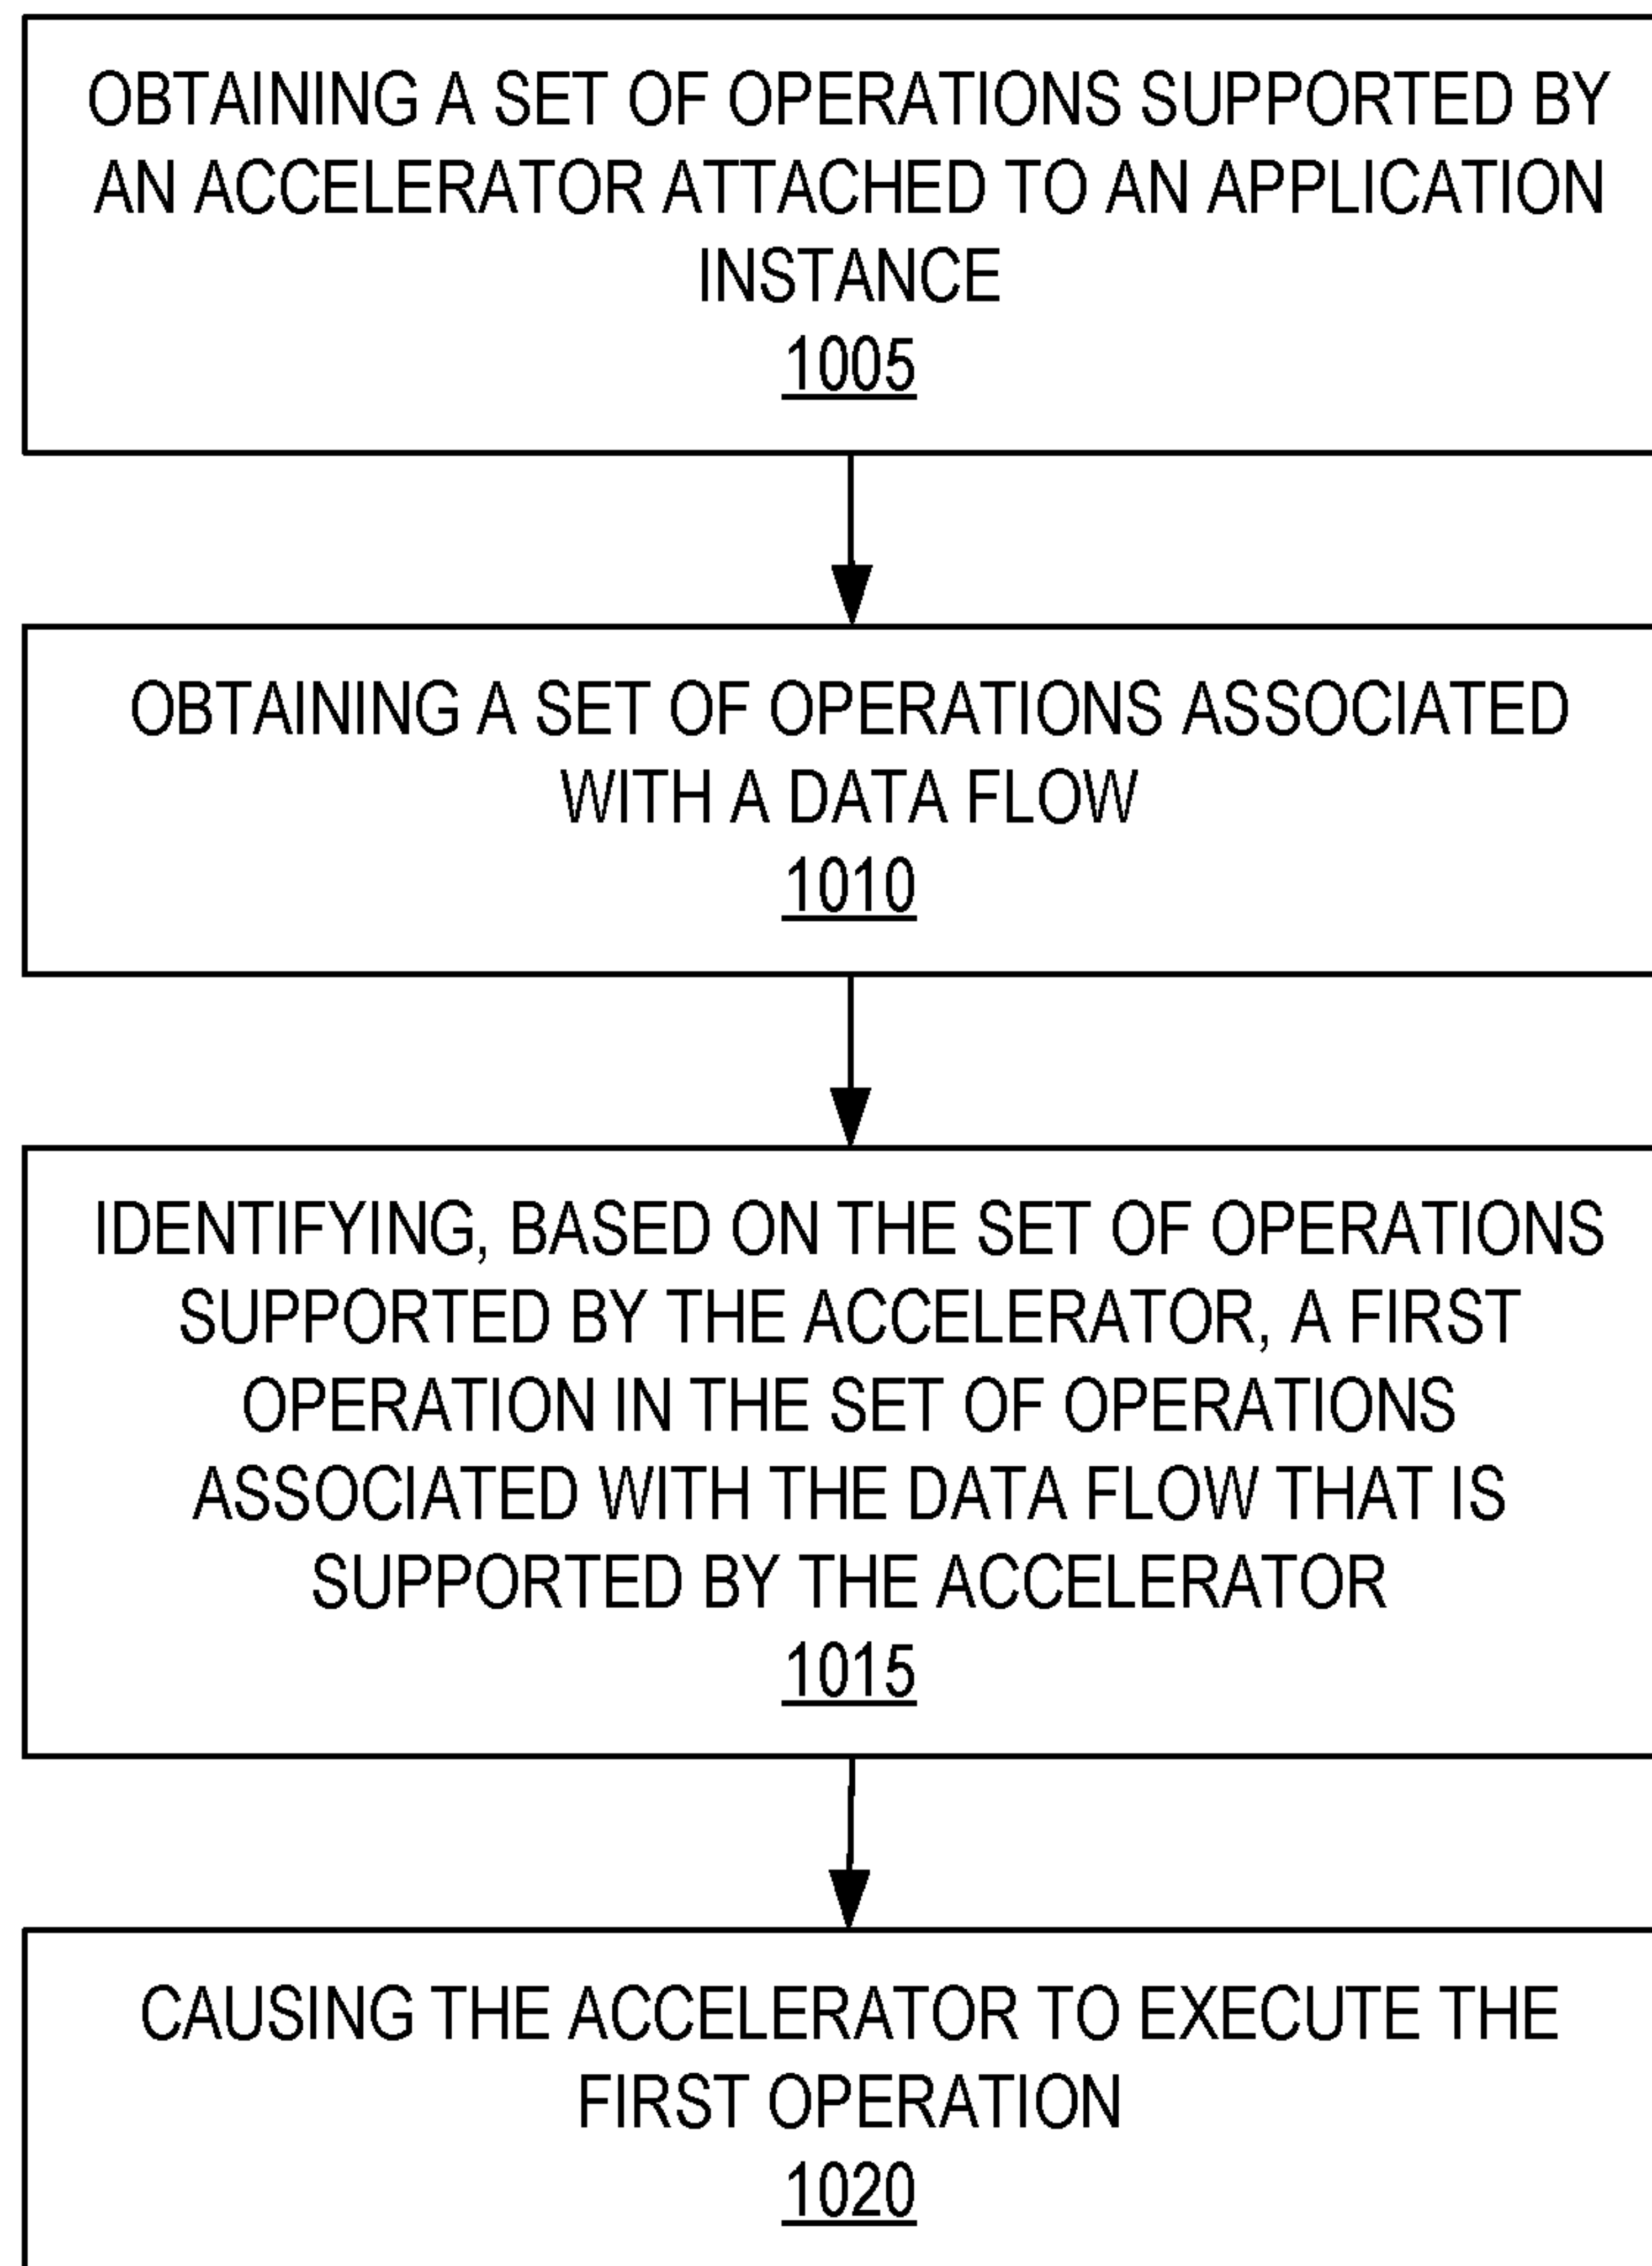 OBTAINING A SET OF OPERATIONS SUPPORTED BY
AN ACCELERATOR ATTACHED TO AN APPLICATION
INSTANCE
1005
OBTAINING A SET OF OPERATIONS ASSOCIATED
WITH A DATA FLOW
1010
IDENTIFYING, BASED ON THE SET OF OPERATIONS
SUPPORTED BY THE ACCELERATOR, A FIRST
OPERATION IN THE SET OF OPERATIONS
ASSOCIATED WITH THE DATA FLOW THAT IS
SUPPORTED BY THE ACCELERATOR
1015
CAUSING THE ACCELERATOR TO EXECUTE THE
FIRST OPERATION
1020